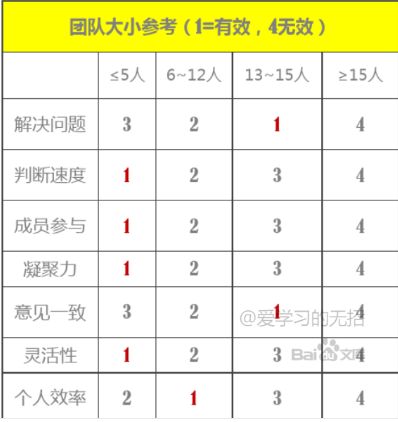 团队大小参考（1=有效，4无效）
≤5人 6~12人 13~15人 ≥15人
解决问题 3 2 1 4
判断速度 1 2 3 4
成员参与 1 2 3 4
凝聚力 1 2 3 4
意见一致 3 2 1 4
@爱学习的无招
灵活性 1 2 3 4
Bai 文库
个人效率 2 1 3 4